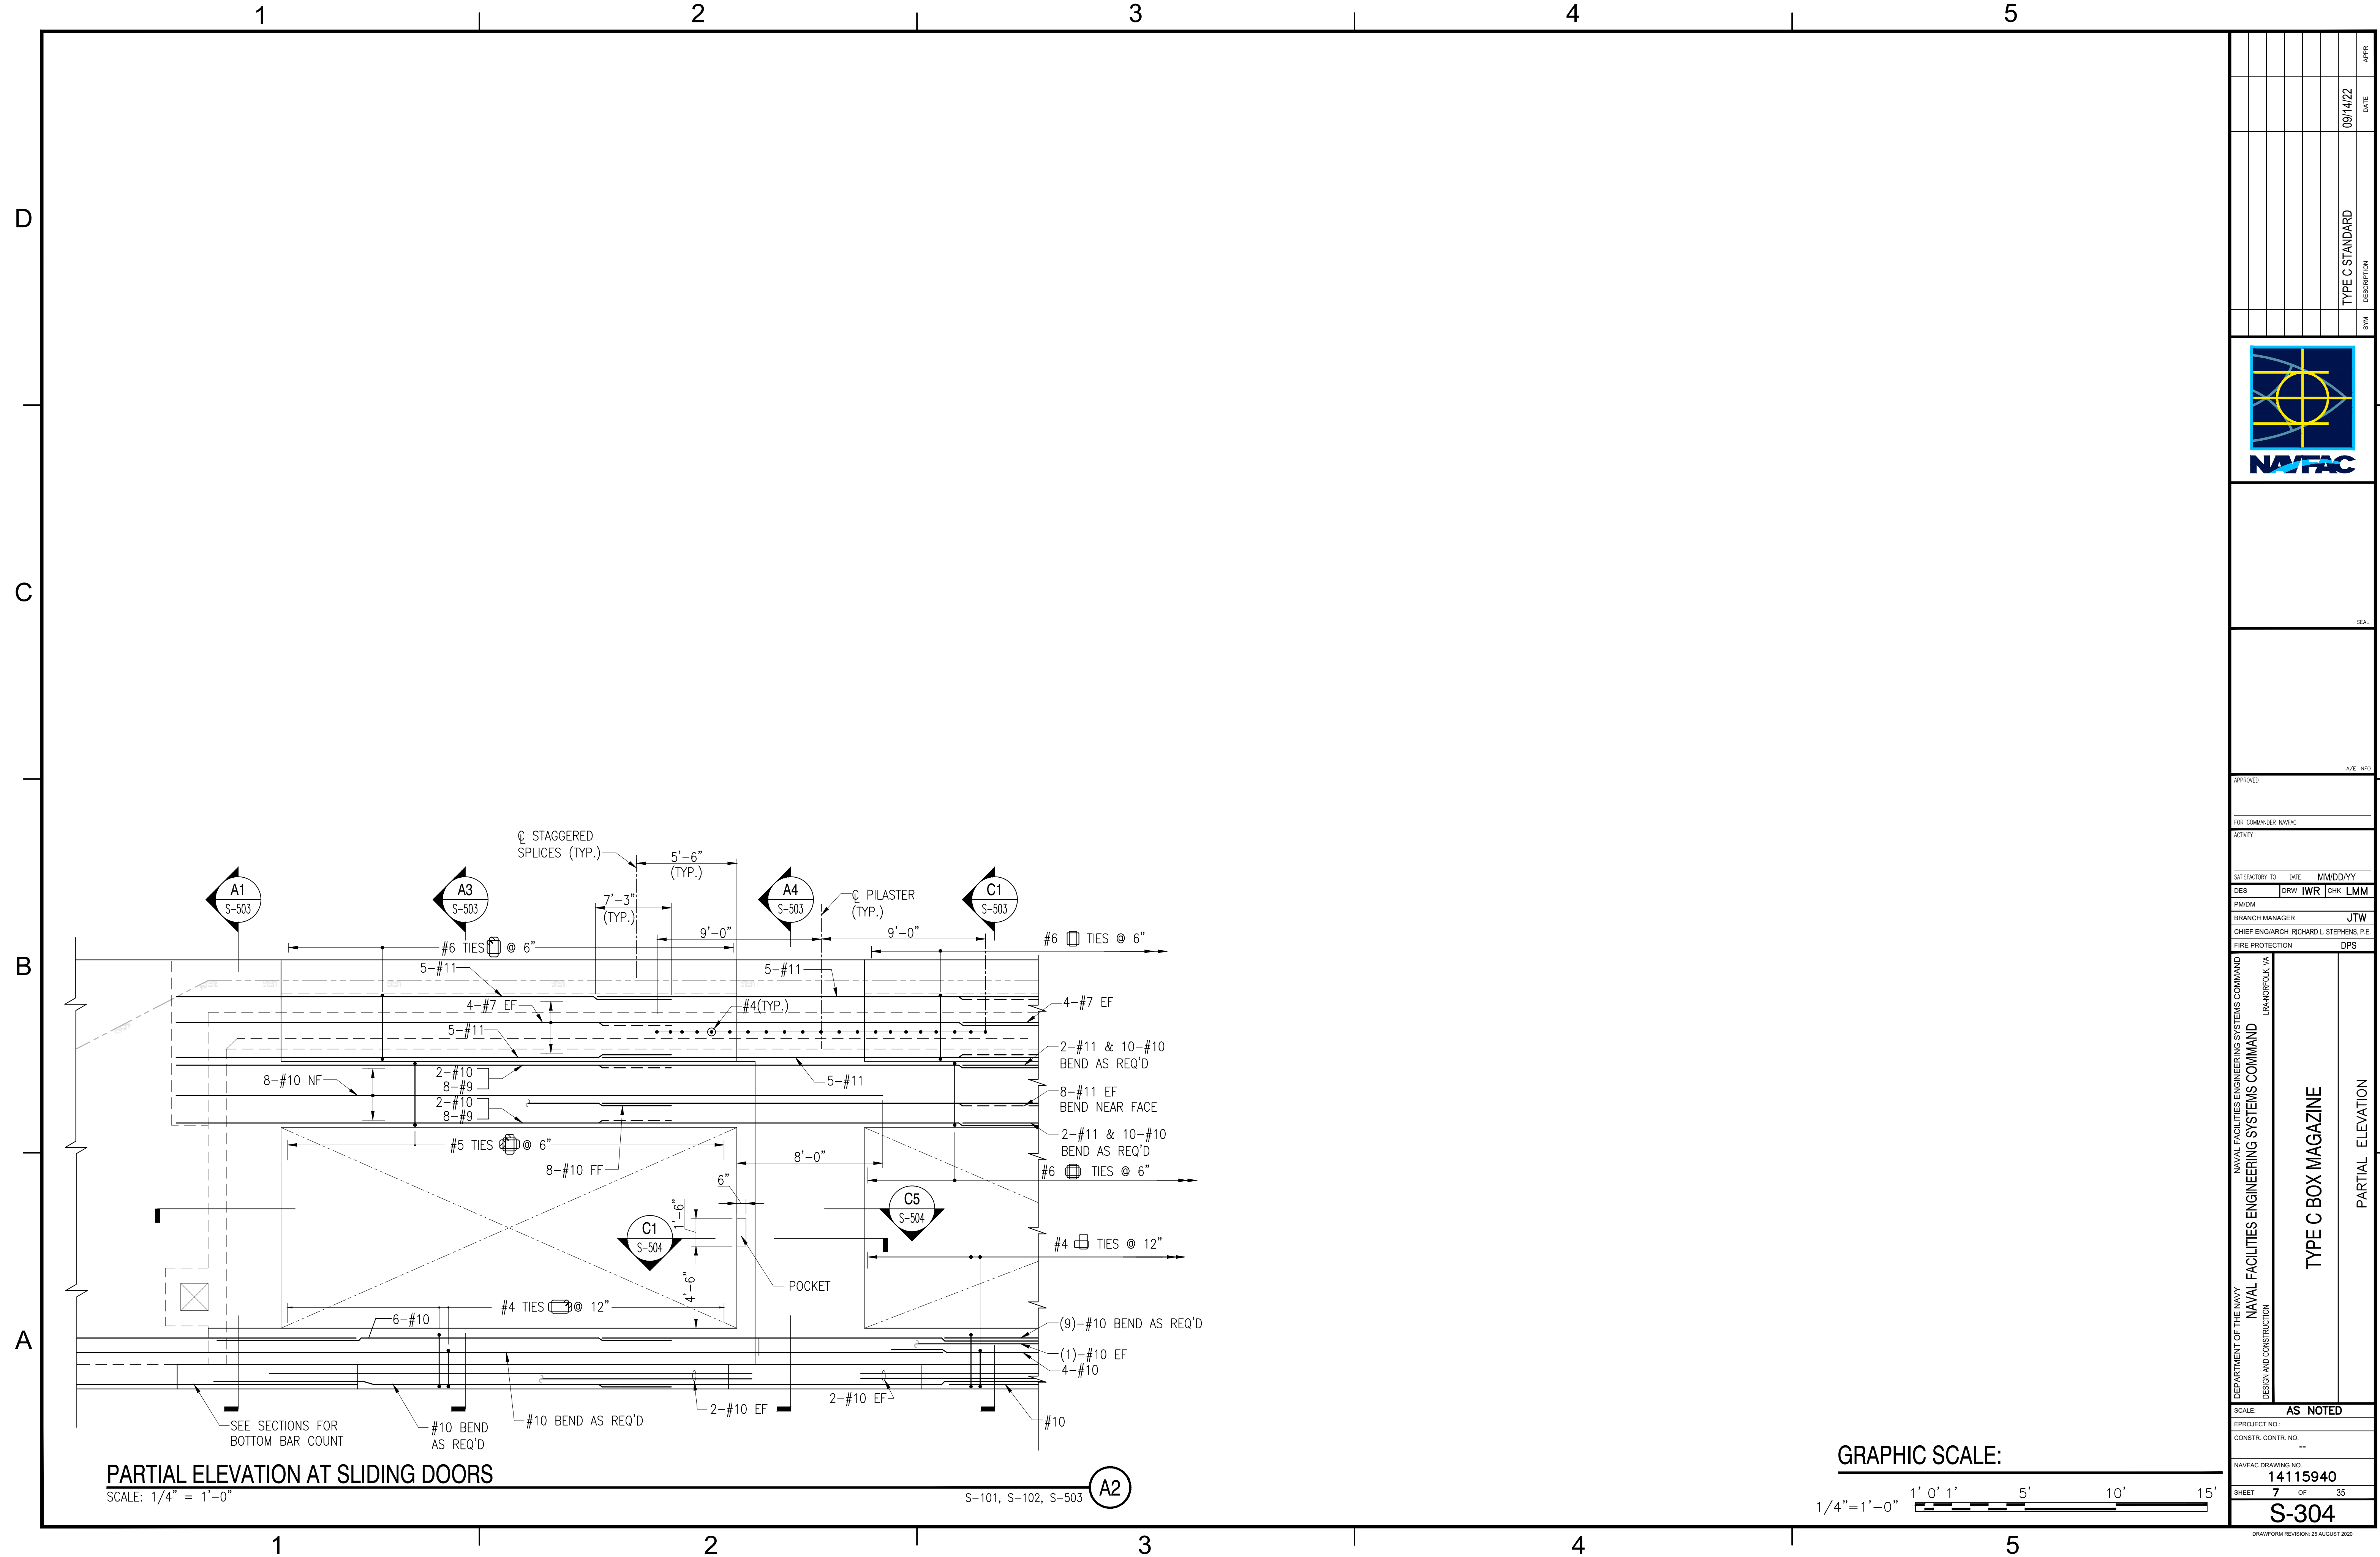 1 2 3 4 5
D
C
B
A
℄ STAGGERED
SPLICES (TYP.)
5'-6"
(TYP.)
7'-3"
(TYP.)
℄ PILASTER
(TYP.)
9'-0"
9'-0"
A1
S-503
A3
S-503
A4
S-503
C1
S-503
#6 TIES @ 6"
#6 TIES @ 6"
5-#11
5-#11
4-#7 EF
#4(TYP.)
4-#7 EF
5-#11
2-#11 & 10-#10
BEND AS REQ'D
8-#10 NF
2-#10
8-#9
5-#11
2-#10
8-#9
8-#11 EF
BEND NEAR FACE
2-#11 & 10-#10
BEND AS REQ'D
#5 TIES @ 6"
8-#10 FF
8'-0"
#6 TIES @ 6"
6"
1'-6"
C1
S-504
C5
S-504
#4 TIES @ 12"
4'-6"
POCKET
#4 TIES @ 12"
6-#10
(9)-#10 BEND AS REQ'D
(1)-#10 EF
4-#10
2-#10 EF
2-#10 EF
#10
SEE SECTIONS FOR
BOTTOM BAR COUNT
#10 BEND
AS REQ'D
#10 BEND AS REQ'D
PARTIAL ELEVATION AT SLIDING DOORS
SCALE: 1/4" = 1'-0"
S-101, S-102, S-503
A2
GRAPHIC SCALE:
1/4"=1'-0"
1' 0' 1' 5' 10' 15'
1 2 3 4 5
APPR
09/14/22
DATE
TYPE C STANDARD
DESCRIPTION
SYM
NAVFAC
SEAL
A/E INFO
APPROVED
FOR COMMANDER NAVFAC
ACTIVITY
SATISFACTORY TO DATE MM/DD/YY
DES DRW IWR CHK LMM
PM/DM
BRANCH MANAGER JTW
CHIEF ENG/ARCH RICHARD L. STEPHENS, P.E.
FIRE PROTECTION DPS
DEPARTMENT OF THE NAVY NAVAL FACILITIES ENGINEERING SYSTEMS COMMAND
NAVAL FACILITIES ENGINEERING SYSTEMS COMMAND
DESIGN AND CONSTRUCTION LRA-NORFOLK, VA
TYPE C BOX MAGAZINE
PARTIAL ELEVATION
SCALE: AS NOTED
EPROJECT NO.:
CONSTR. CONTR. NO.
--
NAVFAC DRAWING NO.
14115940
SHEET 7 OF 35
S-304
DRAWFORM REVISION: 25 AUGUST 2020